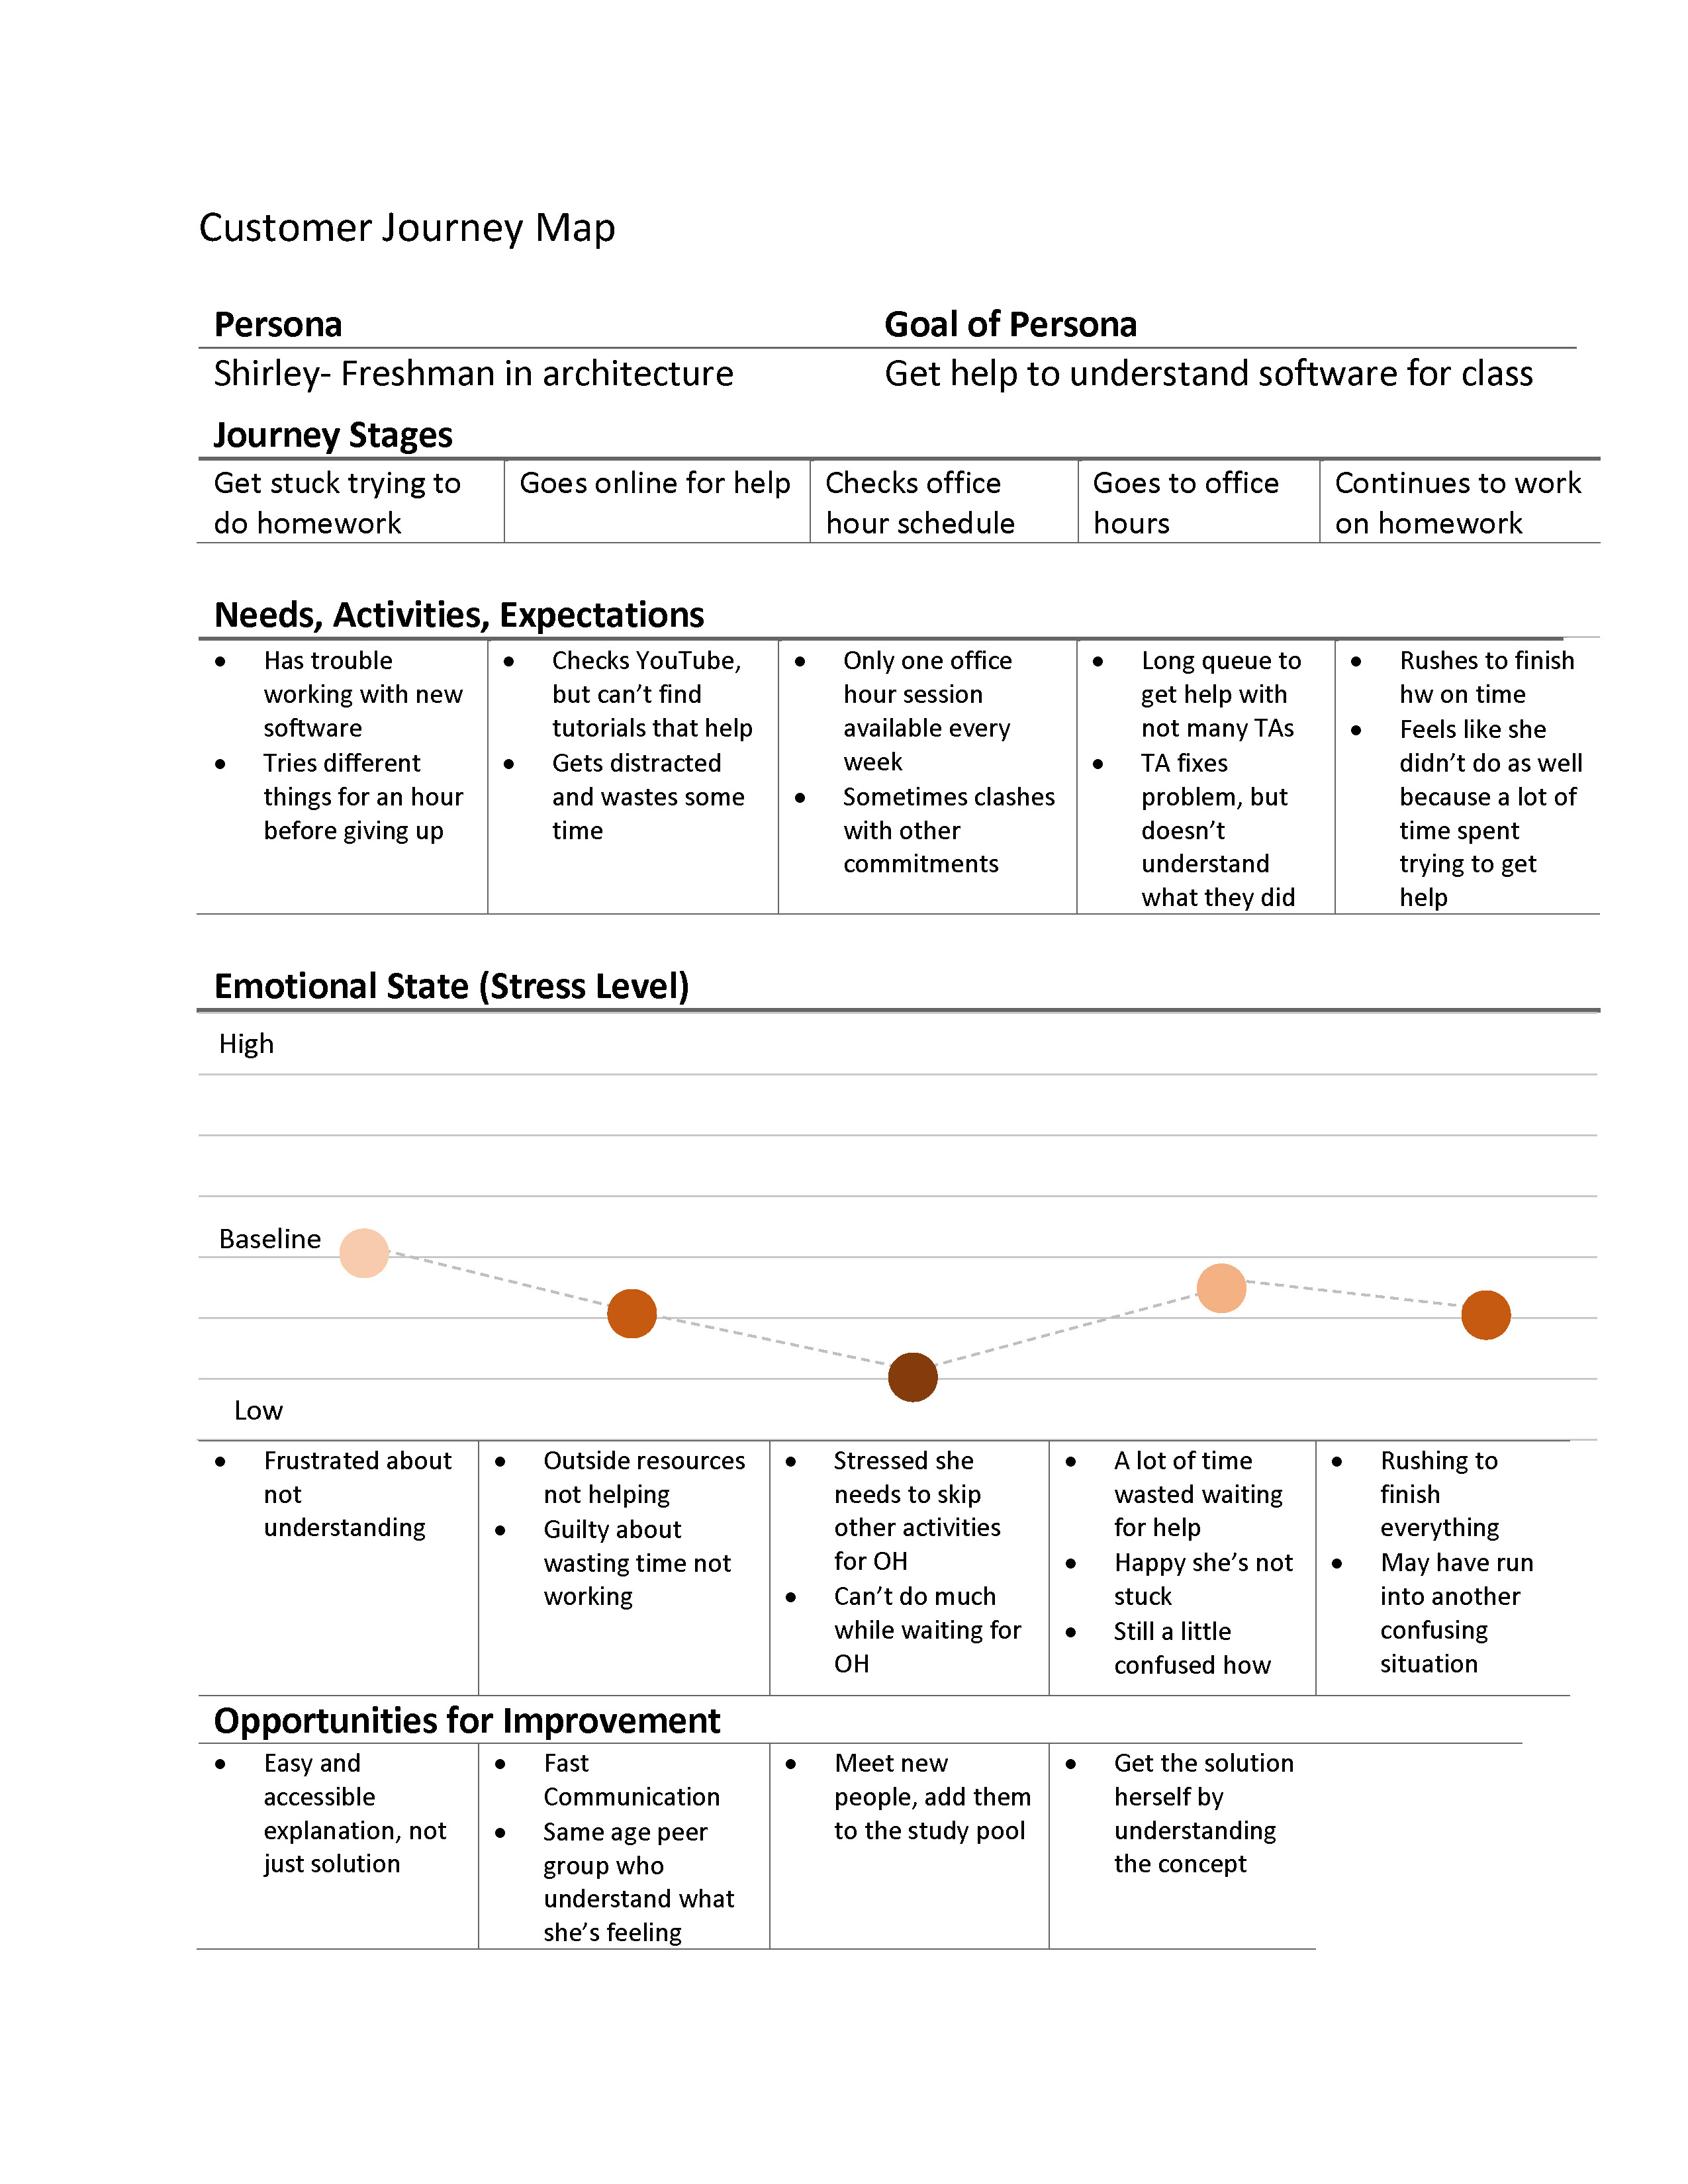 Customer Journey Map
Persona
Goal of Persona
Shirley- Freshman in architecture
Get help to understand software for class
Journey Stages
Get stuck trying to
do homework
Goes online for help
Checks office
hour schedule
Goes to office
hours
Continues to work
on homework
Needs, Activities, Expectations
• Has trouble
working with new
software
• Tries different
things for an hour
before giving up
• Checks YouTube,
but can’t find
tutorials that help
• Gets distracted
and wastes some
time
• Only one office
hour session
available every
week
• Sometimes clashes
with other
commitments
• Long queue to
get help with
not many TAs
• TA fixes
problem, but
doesn’t
understand
what they did
• Rushes to finish
hw on time
• Feels like she
didn’t do as well
because a lot of
time spent
trying to get
help
Emotional State (Stress Level)
High
Baseline
Low
• Frustrated about
not
understanding
• Outside resources
not helping
• Guilty about
wasting time not
working
• Stressed she
needs to skip
other activities
for OH
• Can’t do much
while waiting for
OH
• A lot of time
wasted waiting
for help
• Happy she’s not
stuck
• Still a little
confused how
• Rushing to
finish
everything
• May have run
into another
confusing
situation
Opportunities for Improvement
• Easy and
accessible
explanation, not
just solution
• Fast
Communication
• Same age peer
group who
understand what
she’s feeling
• Meet new
people, add them
to the study pool
• Get the solution
herself by
understanding
the concept